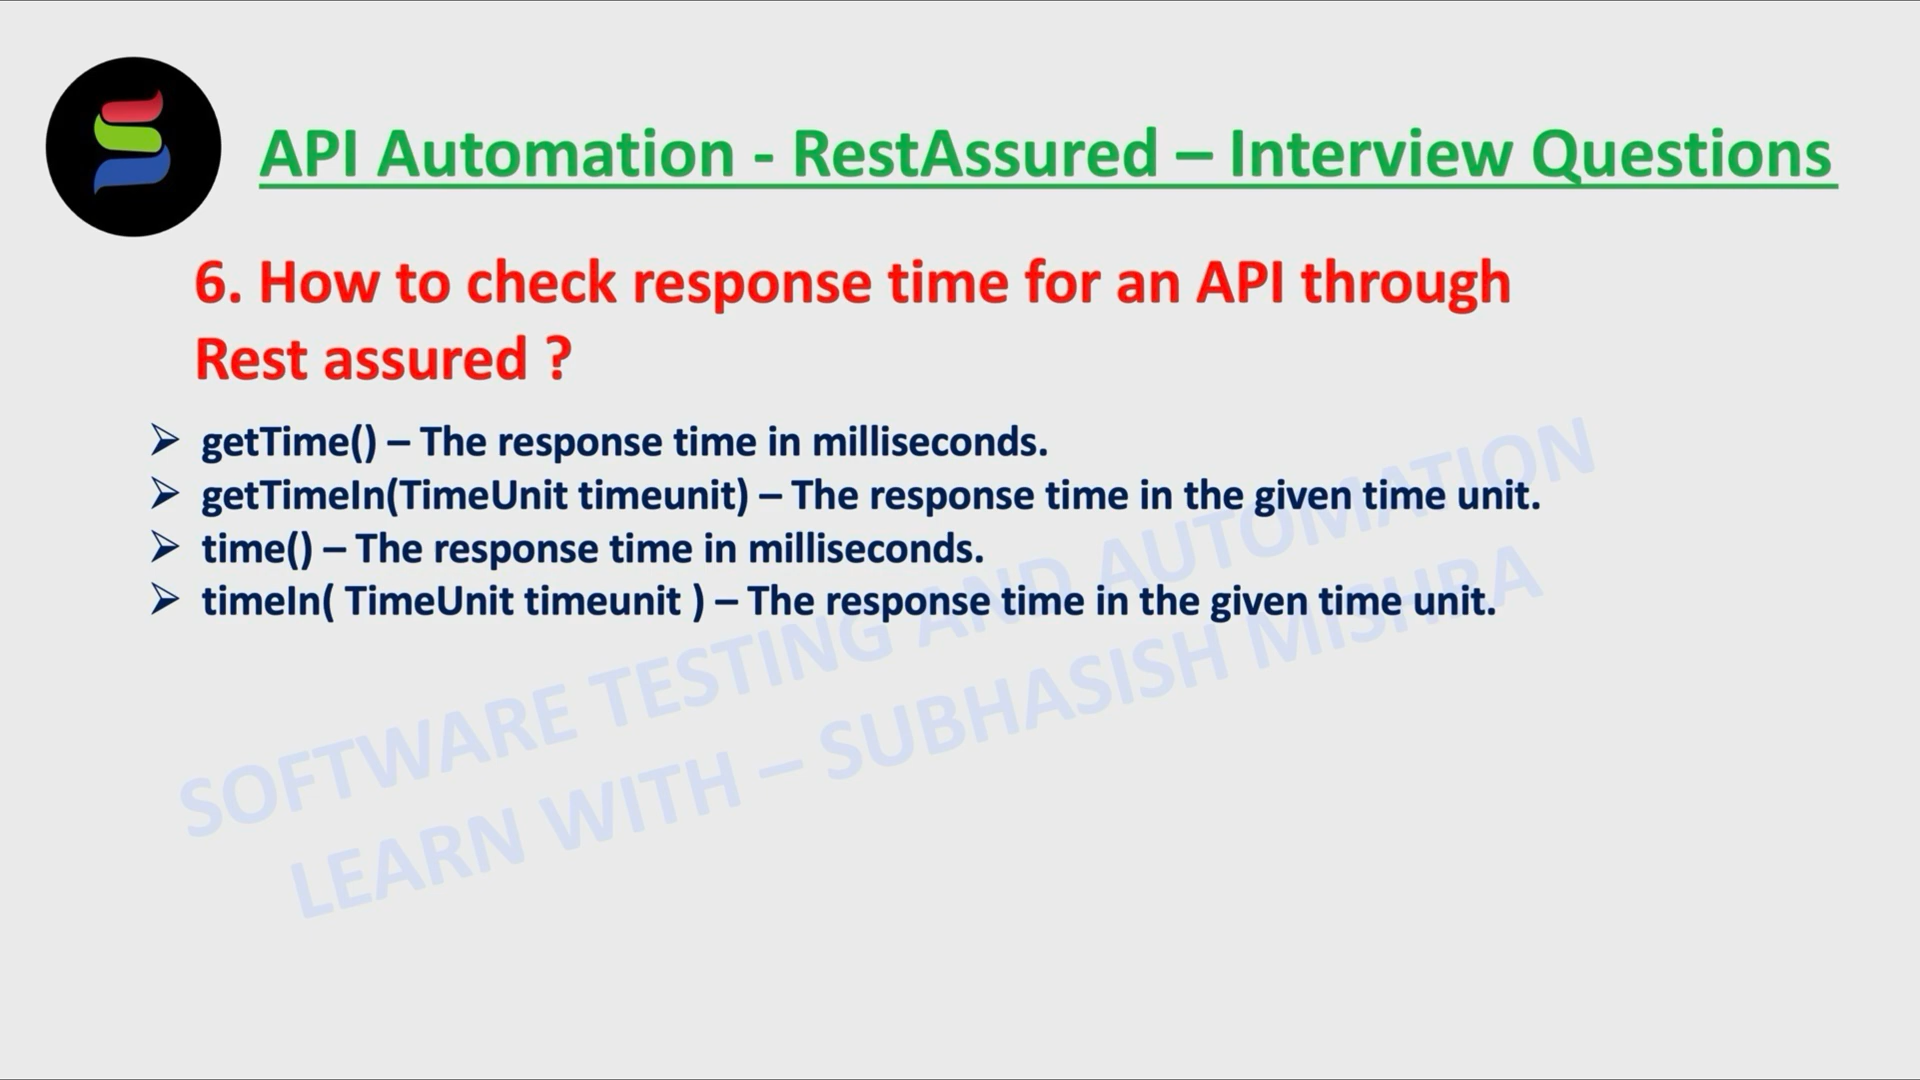 API Automation - RestAssured – Interview Questions
6. How to check response time for an API through
Rest assured ?
➢ getTime() – The response time in milliseconds.
➢ getTimeIn(TimeUnit timeunit) – The response time in the given time unit.
➢ time() – The response time in milliseconds.
➢ timeIn( TimeUnit timeunit ) – The response time in the given time unit.
SOFTWARE TESTING AND AUTOMATION
LEARN WITH – SUBHASISH MISHRA